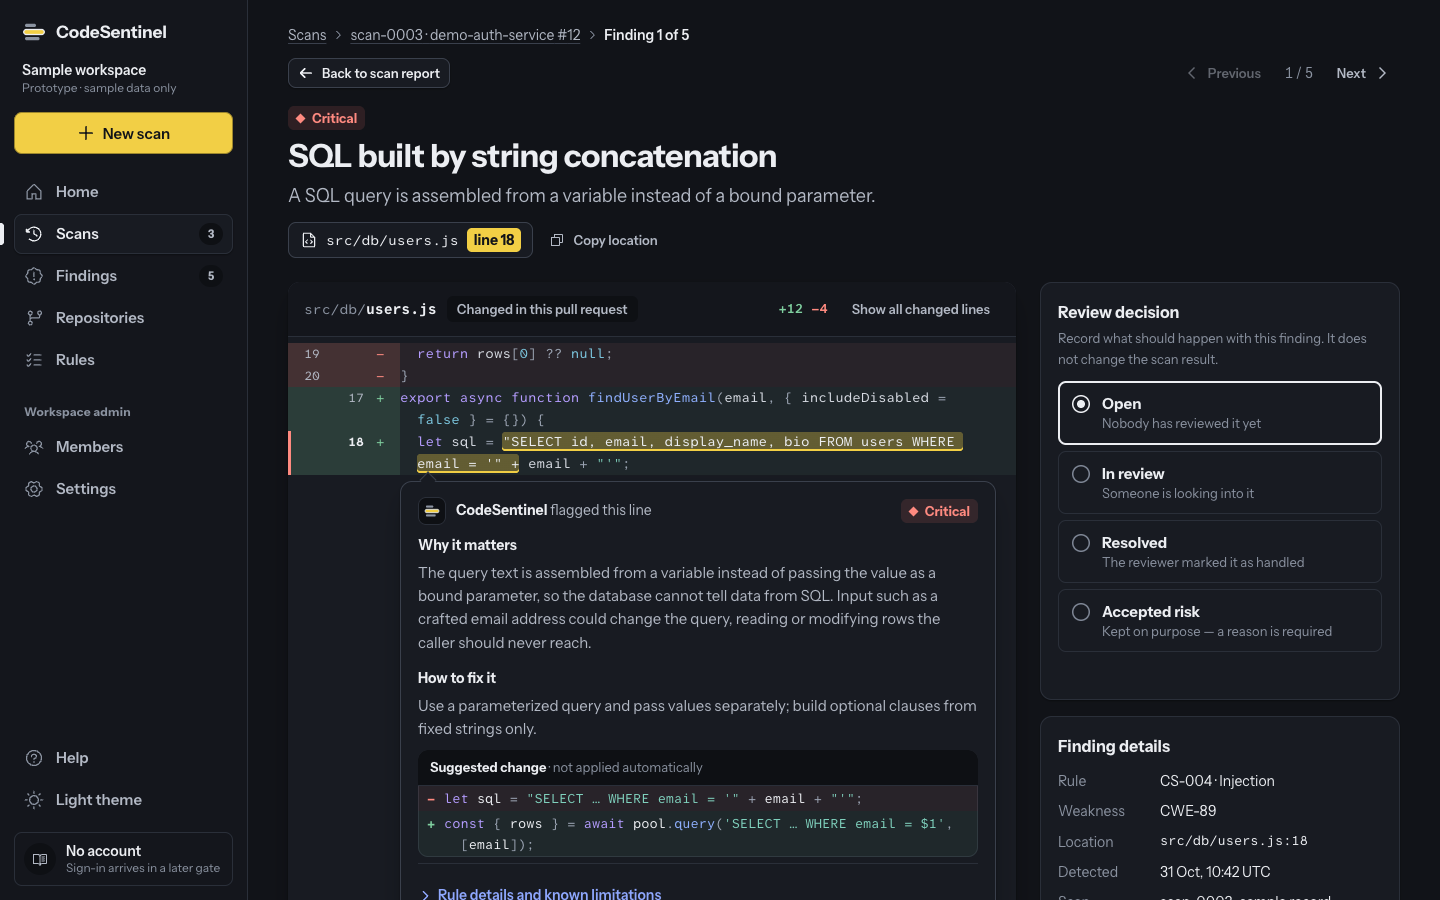 CodeSentinel
Sample workspace
Prototype · sample data only
New scan
Home
Scans 3
Findings 5
Repositories
Rules
Workspace admin
Members
Settings
Help
Light theme
No account
Sign-in arrives in a later gate
Scans > scan-0003 · demo-auth-service #12 > Finding 1 of 5
Back to scan report
Previous 1 / 5 Next
Critical
SQL built by string concatenation
A SQL query is assembled from a variable instead of a bound parameter.
src/db/users.js line 18 Copy location
src/db/users.js Changed in this pull request +12 −4 Show all changed lines
19 − return rows[0] ?? null;
20 − }
17 + export async function findUserByEmail(email, { includeDisabled =
false } = {}) {
18 + let sql = "SELECT id, email, display_name, bio FROM users WHERE
email = '" + email + "'";
CodeSentinel flagged this line Critical
Why it matters
The query text is assembled from a variable instead of passing the value as a
bound parameter, so the database cannot tell data from SQL. Input such as a
crafted email address could change the query, reading or modifying rows the
caller should never reach.
How to fix it
Use a parameterized query and pass values separately; build optional clauses from
fixed strings only.
Suggested change · not applied automatically
− let sql = "SELECT … WHERE email = '" + email + "'";
+ const { rows } = await pool.query('SELECT … WHERE email = $1',
[email]);
Rule details and known limitations
Review decision
Record what should happen with this finding. It does
not change the scan result.
Open
Nobody has reviewed it yet
In review
Someone is looking into it
Resolved
The reviewer marked it as handled
Accepted risk
Kept on purpose — a reason is required
Finding details
Rule CS-004 · Injection
Weakness CWE-89
Location src/db/users.js:18
Detected 31 Oct, 10:42 UTC